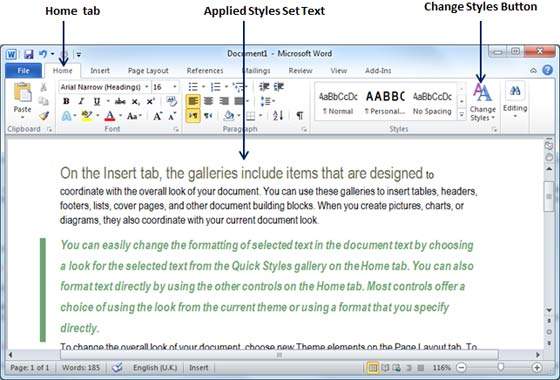 Home tab
Applied Styles Set Text
Change Styles Button
Document1 - Microsoft Word
File Home Insert Page Layout References Mailings Review View Add-Ins
Arial Narrow (Headings) 16
Paste
B I U abc X₂ X²
Aa A A
AaBbCcDc AABBC AaBbCcDc
¶ Normal ¶ Personal... No Spacing
Change Styles
Editing
Clipboard Font Paragraph Styles
On the Insert tab, the galleries include items that are designed to
coordinate with the overall look of your document. You can use these galleries to insert tables, headers,
footers, lists, cover pages, and other document building blocks. When you create pictures, charts, or
diagrams, they also coordinate with your current document look.
You can easily change the formatting of selected text in the document text by choosing
a look for the selected text from the Quick Styles gallery on the Home tab. You can also
format text directly by using the other controls on the Home tab. Most controls offer a
choice of using the look from the current theme or using a format that you specify
directly.
To change the overall look of your document, choose new Theme elements on the Page Layout tab. To
Page: 1 of 1 Words: 185 English (U.K.) Insert 116%